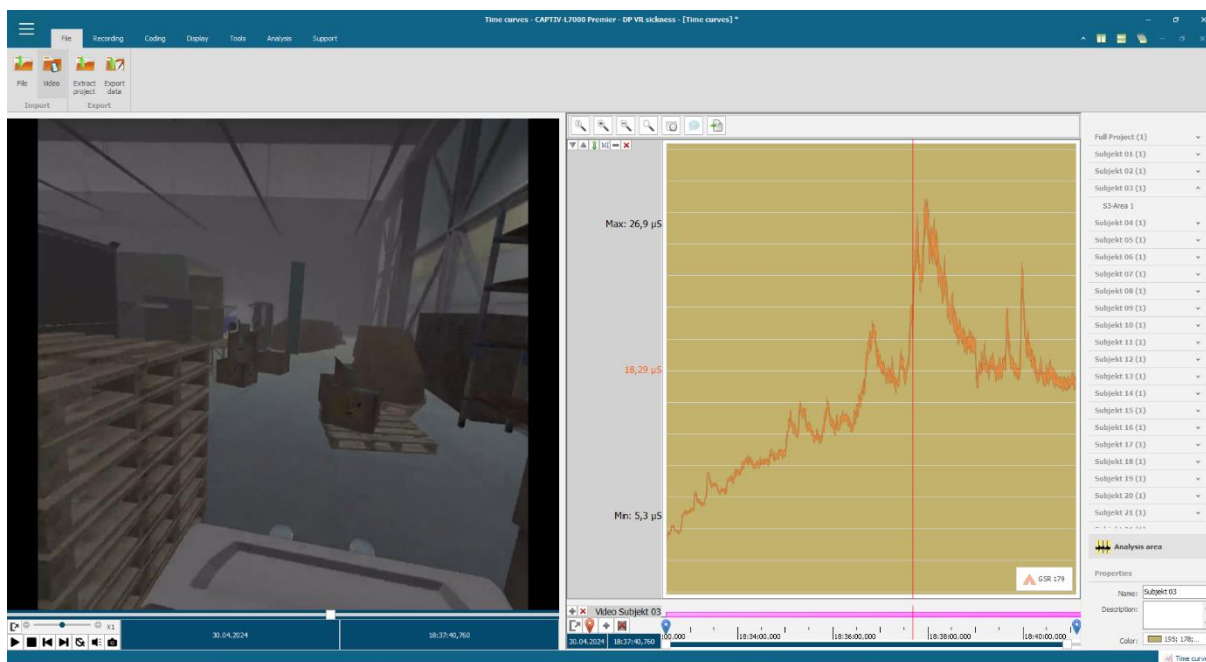 Time curves - CAPTIV-L7000 Premier - DP VR sickness - [Time curves] *
File Recording Coding Display Tools Analysis Support
File Video Extract project Export data
Import Export
Max: 26,9 µS
18,29 µS
Min: 5,3 µS
GSR 179
Video Subjekt 03
30.04.2024 18:37:40,760 :00.000 18:34:00.000 18:36:00.000 18:38:00.000 18:40:00.000
x1
30.04.2024 18:37:40,760
Full Project (1)
Subjekt 01 (1)
Subjekt 02 (1)
Subjekt 03 (1)
S3-Area 1
Subjekt 04 (1)
Subjekt 05 (1)
Subjekt 06 (1)
Subjekt 07 (1)
Subjekt 08 (1)
Subjekt 09 (1)
Subjekt 10 (1)
Subjekt 11 (1)
Subjekt 12 (1)
Subjekt 13 (1)
Subjekt 14 (1)
Subjekt 15 (1)
Subjekt 16 (1)
Subjekt 17 (1)
Subjekt 18 (1)
Subjekt 19 (1)
Subjekt 20 (1)
Subjekt 21 (1)
Analysis area
Properties
Name: Subjekt 03
Description:
Color: 195; 178;...
Time curve